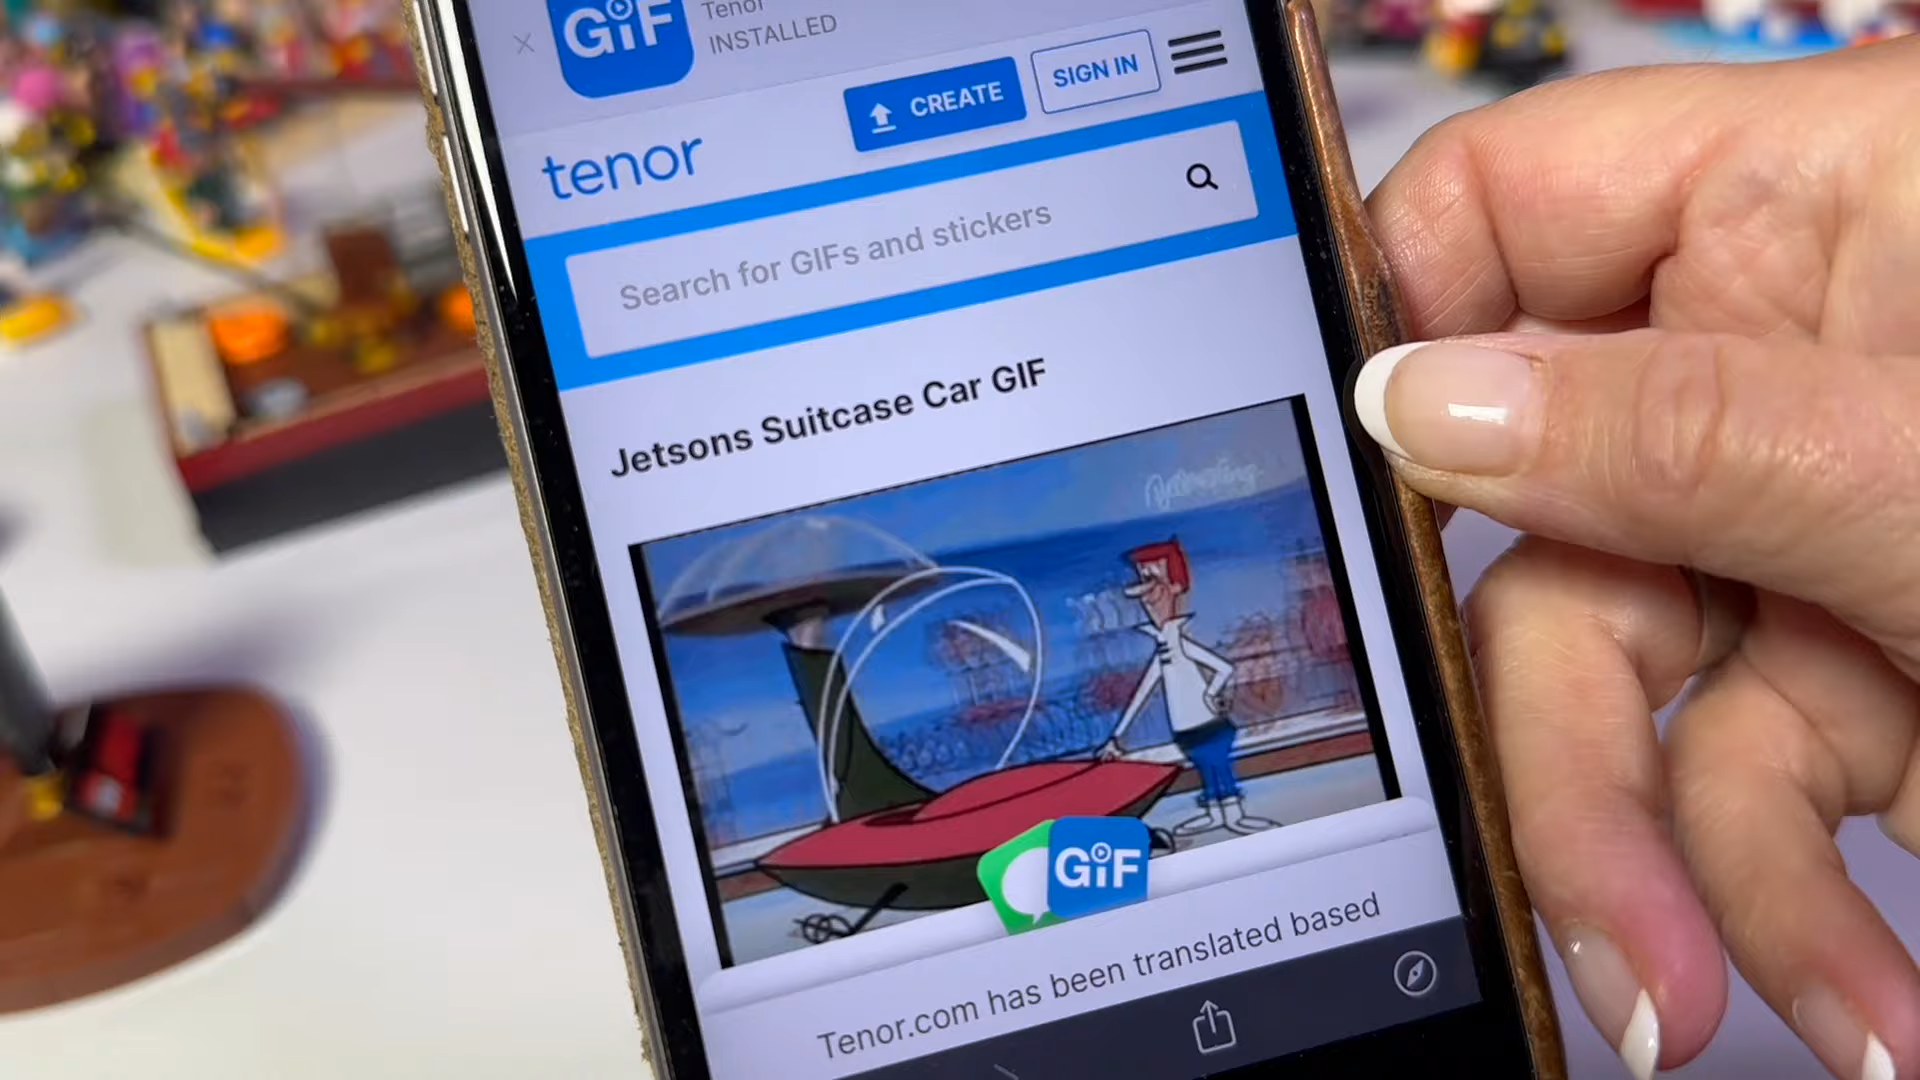 GIF
Tenor
INSTALLED
CREATE
SIGN IN
tenor
Search for GIFs and stickers
Jetsons Suitcase Car GIF
GIF
Tenor.com has been translated based